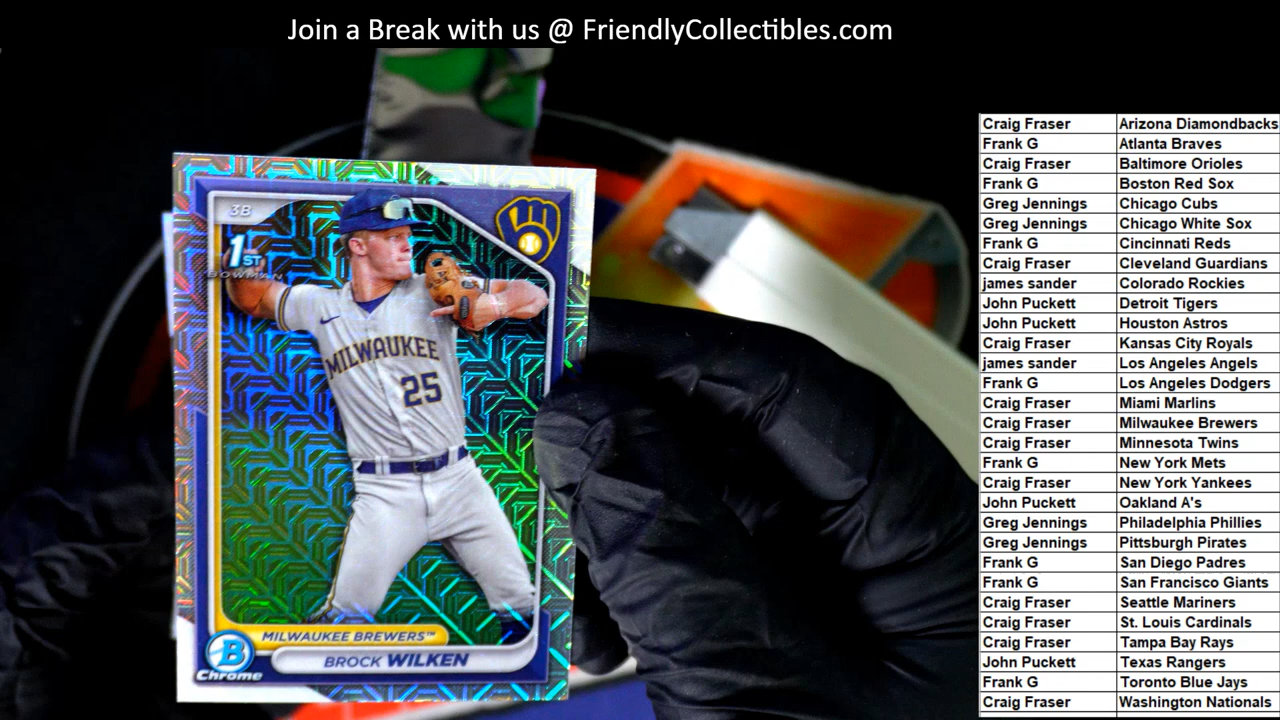 Join a Break with us @ FriendlyCollectibles.com
3B
1ST
BOWMAN
MILWAUKEE
25
MILWAUKEE BREWERS™
BROCK WILKEN
B
Chrome
Craig Fraser Arizona Diamondbacks
Frank G Atlanta Braves
Craig Fraser Baltimore Orioles
Frank G Boston Red Sox
Greg Jennings Chicago Cubs
Greg Jennings Chicago White Sox
Frank G Cincinnati Reds
Craig Fraser Cleveland Guardians
james sander Colorado Rockies
John Puckett Detroit Tigers
John Puckett Houston Astros
Craig Fraser Kansas City Royals
james sander Los Angeles Angels
Frank G Los Angeles Dodgers
Craig Fraser Miami Marlins
Craig Fraser Milwaukee Brewers
Craig Fraser Minnesota Twins
Frank G New York Mets
Craig Fraser New York Yankees
John Puckett Oakland A's
Greg Jennings Philadelphia Phillies
Greg Jennings Pittsburgh Pirates
Frank G San Diego Padres
Frank G San Francisco Giants
Craig Fraser Seattle Mariners
Craig Fraser St. Louis Cardinals
Craig Fraser Tampa Bay Rays
John Puckett Texas Rangers
Frank G Toronto Blue Jays
Craig Fraser Washington Nationals